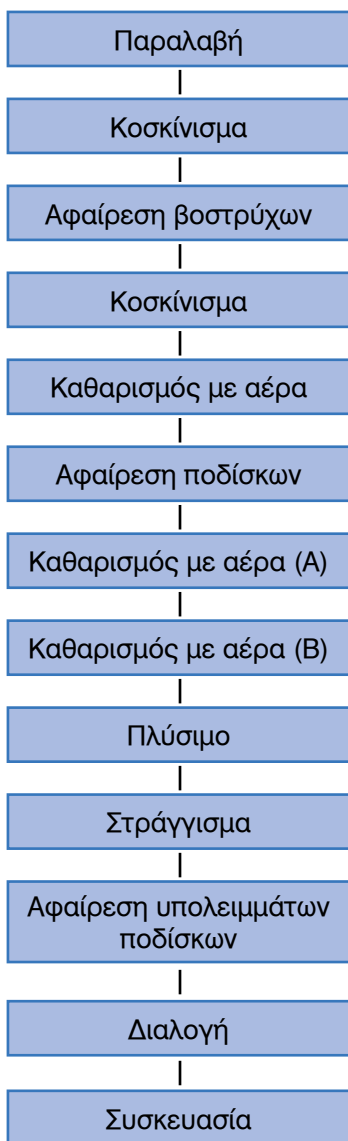 Παραλαβή
Κοσκίνισμα
Αφαίρεση βοστρύχων
Κοσκίνισμα
Καθαρισμός με αέρα
Αφαίρεση ποδίσκων
Καθαρισμός με αέρα (Α)
Καθαρισμός με αέρα (Β)
Πλύσιμο
Στράγγισμα
Αφαίρεση υπολειμμάτων
ποδίσκων
Διαλογή
Συσκευασία